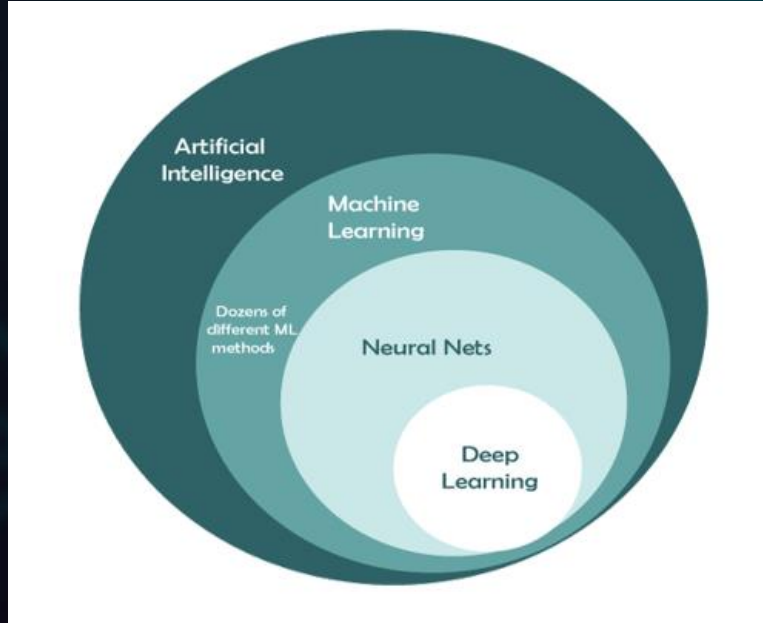 Artificial
Intelligence
Machine
Learning
Dozens of
different ML
methods
Neural Nets
Deep
Learning